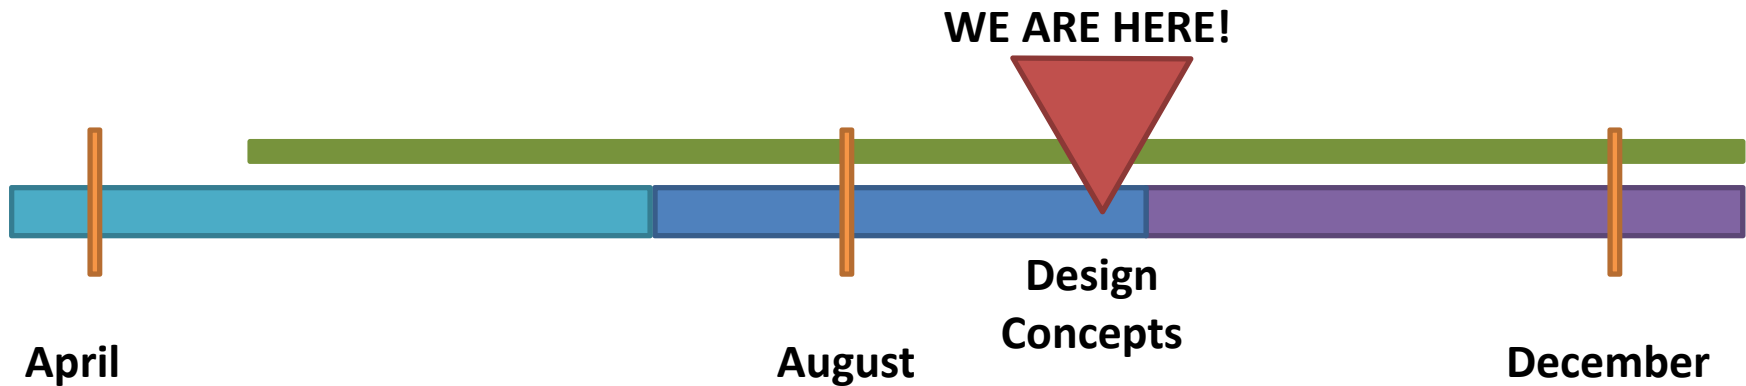 WE ARE HERE!
Design
Concepts
April
August
December